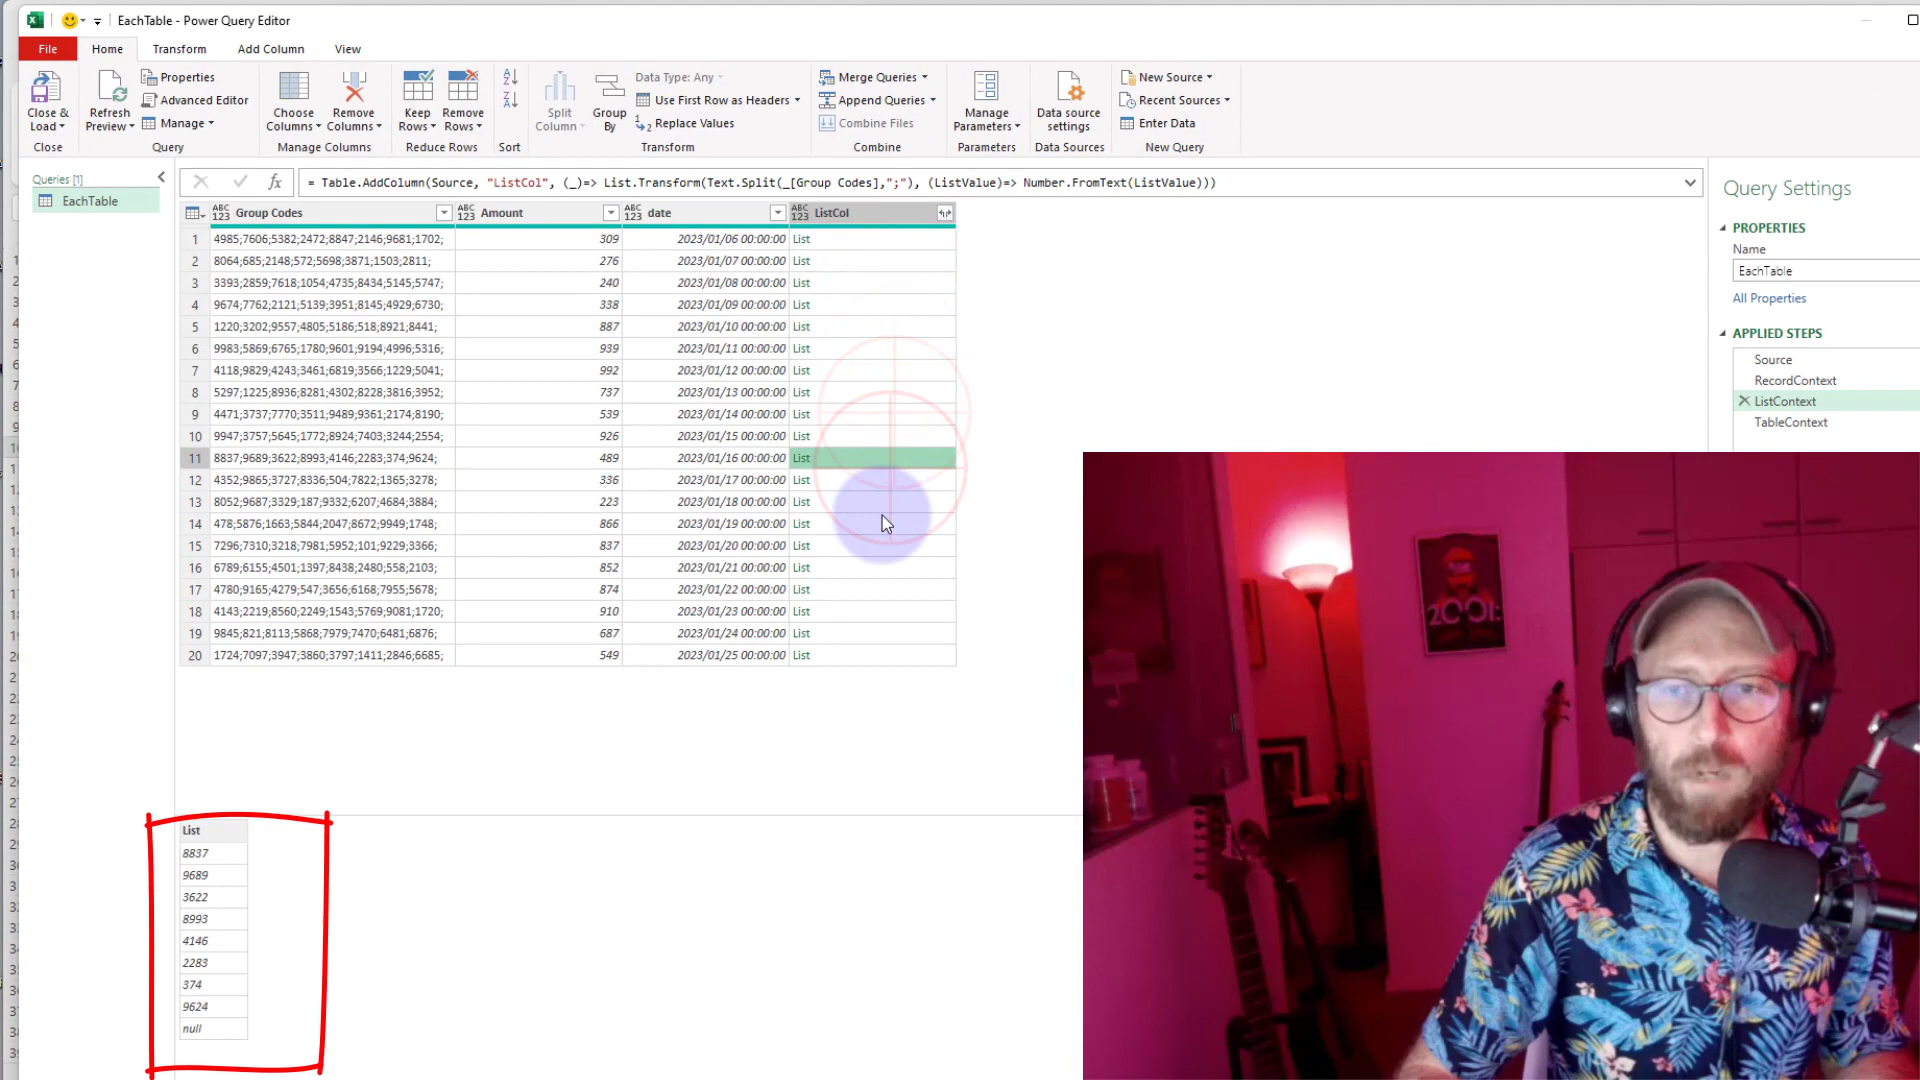 EachTable - Power Query Editor
File Home Transform Add Column View
Close & Load
Close
Refresh Preview
Properties
Advanced Editor
Manage
Query
Choose Columns
Remove Columns
Manage Columns
Keep Rows
Remove Rows
Reduce Rows
Sort
Split Column
Group By
Data Type: Any
Use First Row as Headers
Replace Values
Transform
Merge Queries
Append Queries
Combine Files
Combine
Manage Parameters
Parameters
Data source settings
Data Sources
New Source
Recent Sources
Enter Data
New Query
Queries [1]
EachTable
= Table.AddColumn(Source, "ListCol", (_)=> List.Transform(Text.Split(_[Group Codes],";"), (ListValue)=> Number.FromText(ListValue)))
ABC 123 Group Codes ABC 123 Amount ABC 123 date ABC 123 ListCol
1 4985;7606;5382;2472;8847;2146;9681;1702; 309 2023/01/06 00:00:00 List
2 8064;685;2148;572;5698;3871;1503;2811; 276 2023/01/07 00:00:00 List
3 3393;2859;7618;1054;4735;8434;5145;5747; 240 2023/01/08 00:00:00 List
4 9674;7762;2121;5139;3951;8145;4929;6730; 338 2023/01/09 00:00:00 List
5 1220;3202;9557;4805;5186;518;8921;8441; 887 2023/01/10 00:00:00 List
6 9983;5869;6765;1780;9601;9194;4996;5316; 939 2023/01/11 00:00:00 List
7 4118;9829;4243;3461;6819;3566;1229;5041; 992 2023/01/12 00:00:00 List
8 5297;1225;8936;8281;4302;8228;3816;3952; 737 2023/01/13 00:00:00 List
9 4471;3737;7770;3511;9489;9361;2174;8190; 539 2023/01/14 00:00:00 List
10 9947;3757;5645;1772;8924;7403;3244;2554; 926 2023/01/15 00:00:00 List
11 8837;9689;3622;8993;4146;2283;374;9624; 489 2023/01/16 00:00:00 List
12 4352;9865;3727;8336;504;7822;1365;3278; 336 2023/01/17 00:00:00 List
13 8052;9687;3329;187;9332;6207;4684;3884; 223 2023/01/18 00:00:00 List
14 478;5876;1663;5844;2047;8672;9949;1748; 866 2023/01/19 00:00:00 List
15 7296;7310;3218;7981;5952;101;9229;3366; 837 2023/01/20 00:00:00 List
16 6789;6155;4501;1397;8438;2480;558;2103; 852 2023/01/21 00:00:00 List
17 4780;9165;4279;547;3656;6168;7955;5678; 874 2023/01/22 00:00:00 List
18 4143;2219;8560;2249;1543;5769;9081;1720; 910 2023/01/23 00:00:00 List
19 9845;821;8113;5868;7979;7470;6481;6876; 687 2023/01/24 00:00:00 List
20 1724;7097;3947;3860;3797;1411;2846;6685; 549 2023/01/25 00:00:00 List
Query Settings
PROPERTIES
Name
EachTable
All Properties
APPLIED STEPS
Source
RecordContext
ListContext
TableContext
List
8837
9689
3622
8993
4146
2283
374
9624
null
2001: